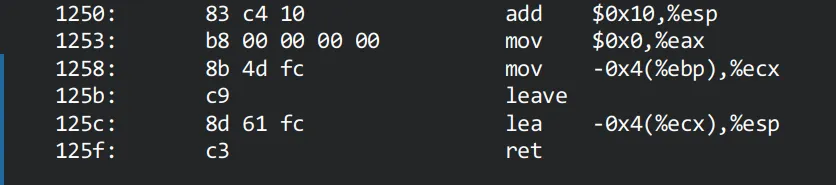 1250: 83 c4 10 add $0x10,%esp
1253: b8 00 00 00 00 mov $0x0,%eax
1258: 8b 4d fc mov -0x4(%ebp),%ecx
125b: c9 leave
125c: 8d 61 fc lea -0x4(%ecx),%esp
125f: c3 ret